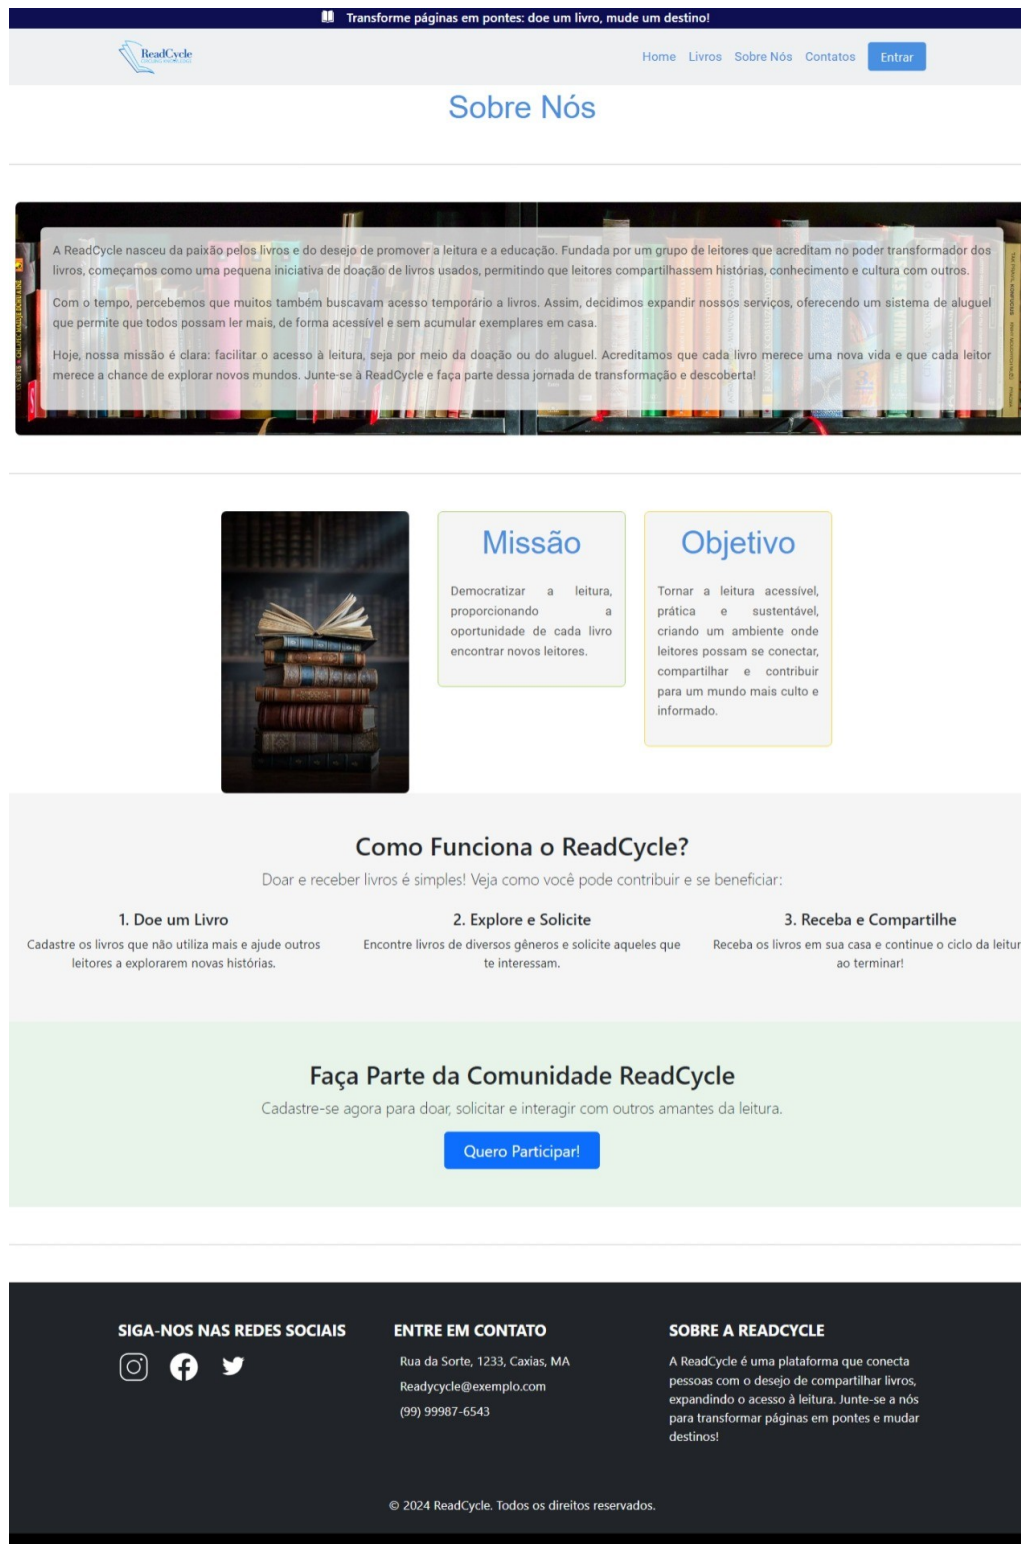 Transforme páginas em pontes: doe um livro, mude um destino!
ReadCycle
Home Livros Sobre Nós Contatos Entrar
Sobre Nós
A ReadCycle nasceu da paixão pelos livros e do desejo de promover a leitura e a educação. Fundada por um grupo de leitores que acreditam no poder transformador dos
livros, começamos como uma pequena iniciativa de doação de livros usados, permitindo que leitores compartilhassem histórias, conhecimento e cultura com outros.
Com o tempo, percebemos que muitos também buscavam acesso temporário a livros. Assim, decidimos expandir nossos serviços, oferecendo um sistema de aluguel
que permite que todos possam ler mais, de forma acessível e sem acumular exemplares em casa.
Hoje, nossa missão é clara: facilitar o acesso à leitura, seja por meio da doação ou do aluguel. Acreditamos que cada livro merece uma nova vida e que cada leitor
merece a chance de explorar novos mundos. Junte-se à ReadCycle e faça parte dessa jornada de transformação e descoberta!
Missão
Democratizar a leitura,
proporcionando a
oportunidade de cada livro
encontrar novos leitores.
Objetivo
Tornar a leitura acessível,
prática e sustentável,
criando um ambiente onde
leitores possam se conectar,
compartilhar e contribuir
para um mundo mais culto e
informado.
Como Funciona o ReadCycle?
Doar e receber livros é simples! Veja como você pode contribuir e se beneficiar:
1. Doe um Livro
Cadastre os livros que não utiliza mais e ajude outros
leitores a explorarem novas histórias.
2. Explore e Solicite
Encontre livros de diversos gêneros e solicite aqueles que
te interessam.
3. Receba e Compartilhe
Receba os livros em sua casa e continue o ciclo da leitur
ao terminar!
Faça Parte da Comunidade ReadCycle
Cadastre-se agora para doar, solicitar e interagir com outros amantes da leitura.
Quero Participar!
SIGA-NOS NAS REDES SOCIAIS
ENTRE EM CONTATO
Rua da Sorte, 1233, Caxias, MA
Readycycle@exemplo.com
(99) 99987-6543
SOBRE A READCYCLE
A ReadCycle é uma plataforma que conecta
pessoas com o desejo de compartilhar livros,
expandindo o acesso à leitura. Junte-se a nós
para transformar páginas em pontes e mudar
destinos!
© 2024 ReadCycle. Todos os direitos reservados.